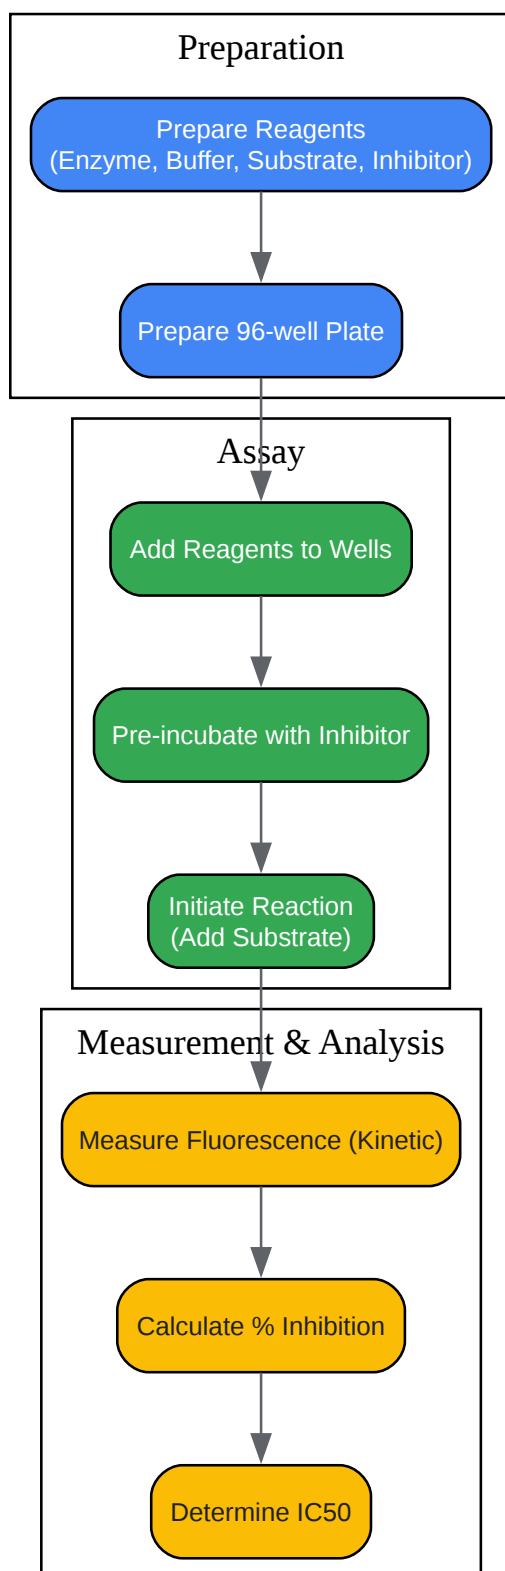 Preparation
Prepare Reagents
(Enzyme, Buffer, Substrate, Inhibitor)
Prepare 96-well Plate
Assay
Add Reagents to Wells
Pre-incubate with Inhibitor
Initiate Reaction
(Add Substrate)
Measurement & Analysis
Measure Fluorescence (Kinetic)
Calculate % Inhibition
Determine IC50